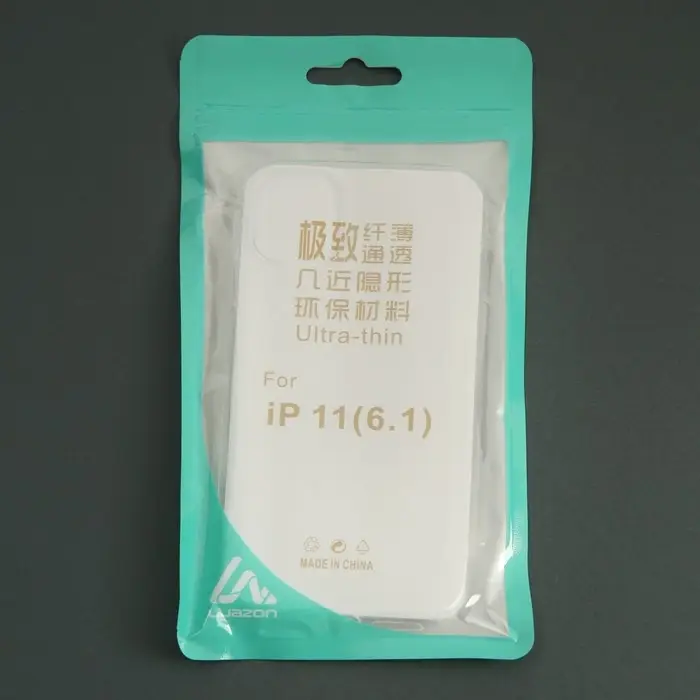 极致纤薄
通透
几近隐形
环保材料
Ultra-thin
For
iP 11(6.1)
MADE IN CHINA
Luazon